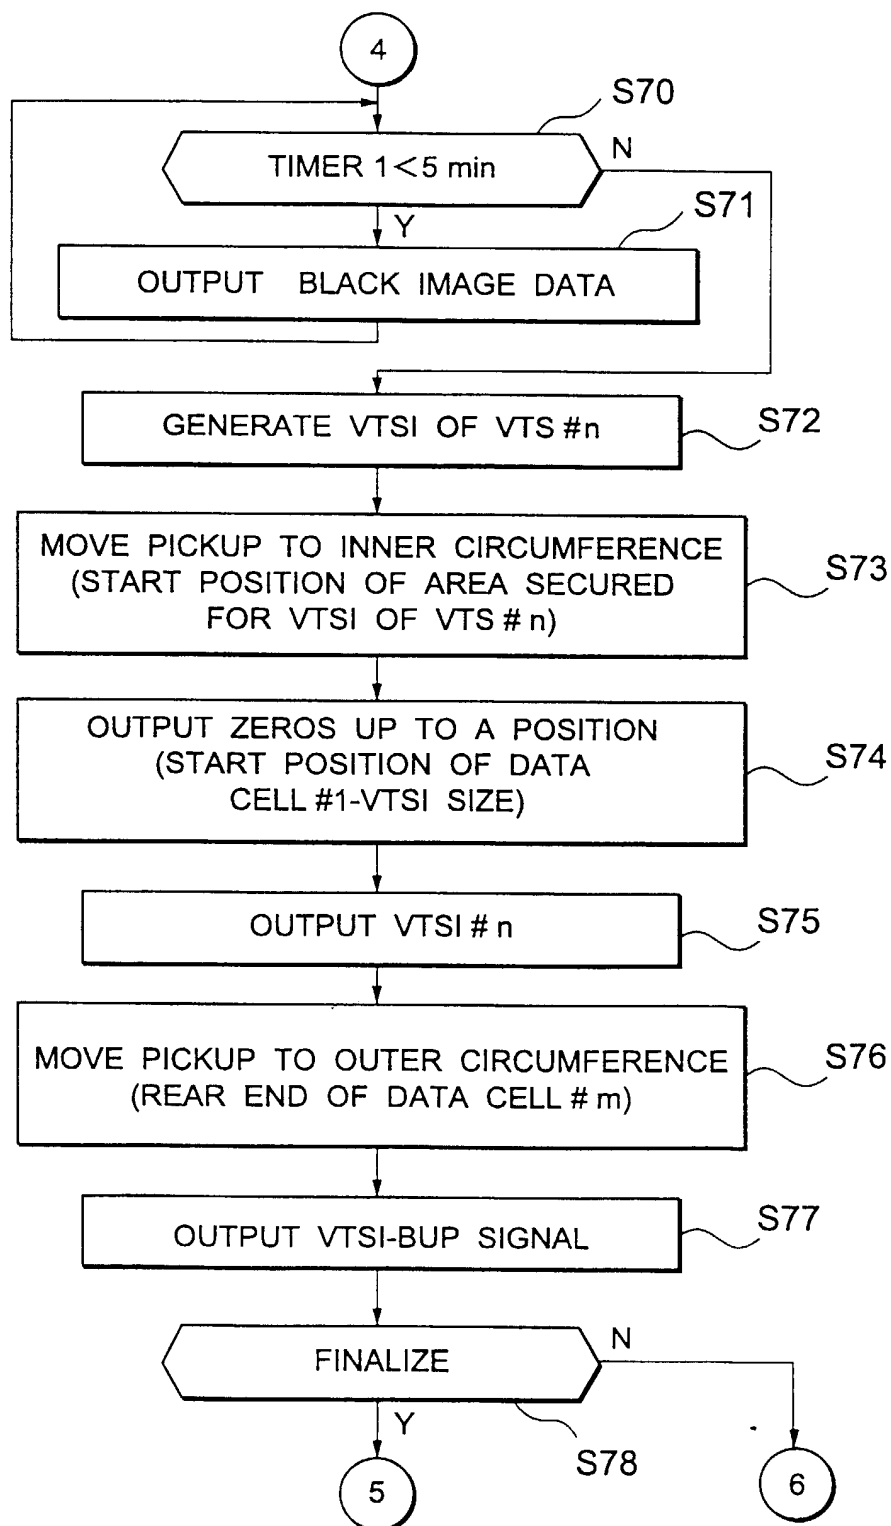 4
S70
TIMER 1<5 min
N
Y
S71
OUTPUT BLACK IMAGE DATA
GENERATE VTSI OF VTS #n
S72
MOVE PICKUP TO INNER CIRCUMFERENCE
(START POSITION OF AREA SECURED
FOR VTSI OF VTS # n)
S73
OUTPUT ZEROS UP TO A POSITION
(START POSITION OF DATA
CELL #1-VTSI SIZE)
S74
OUTPUT VTSI # n
S75
MOVE PICKUP TO OUTER CIRCUMFERENCE
(REAR END OF DATA CELL # m)
S76
OUTPUT VTSI-BUP SIGNAL
S77
FINALIZE
N
Y
S78
5
6